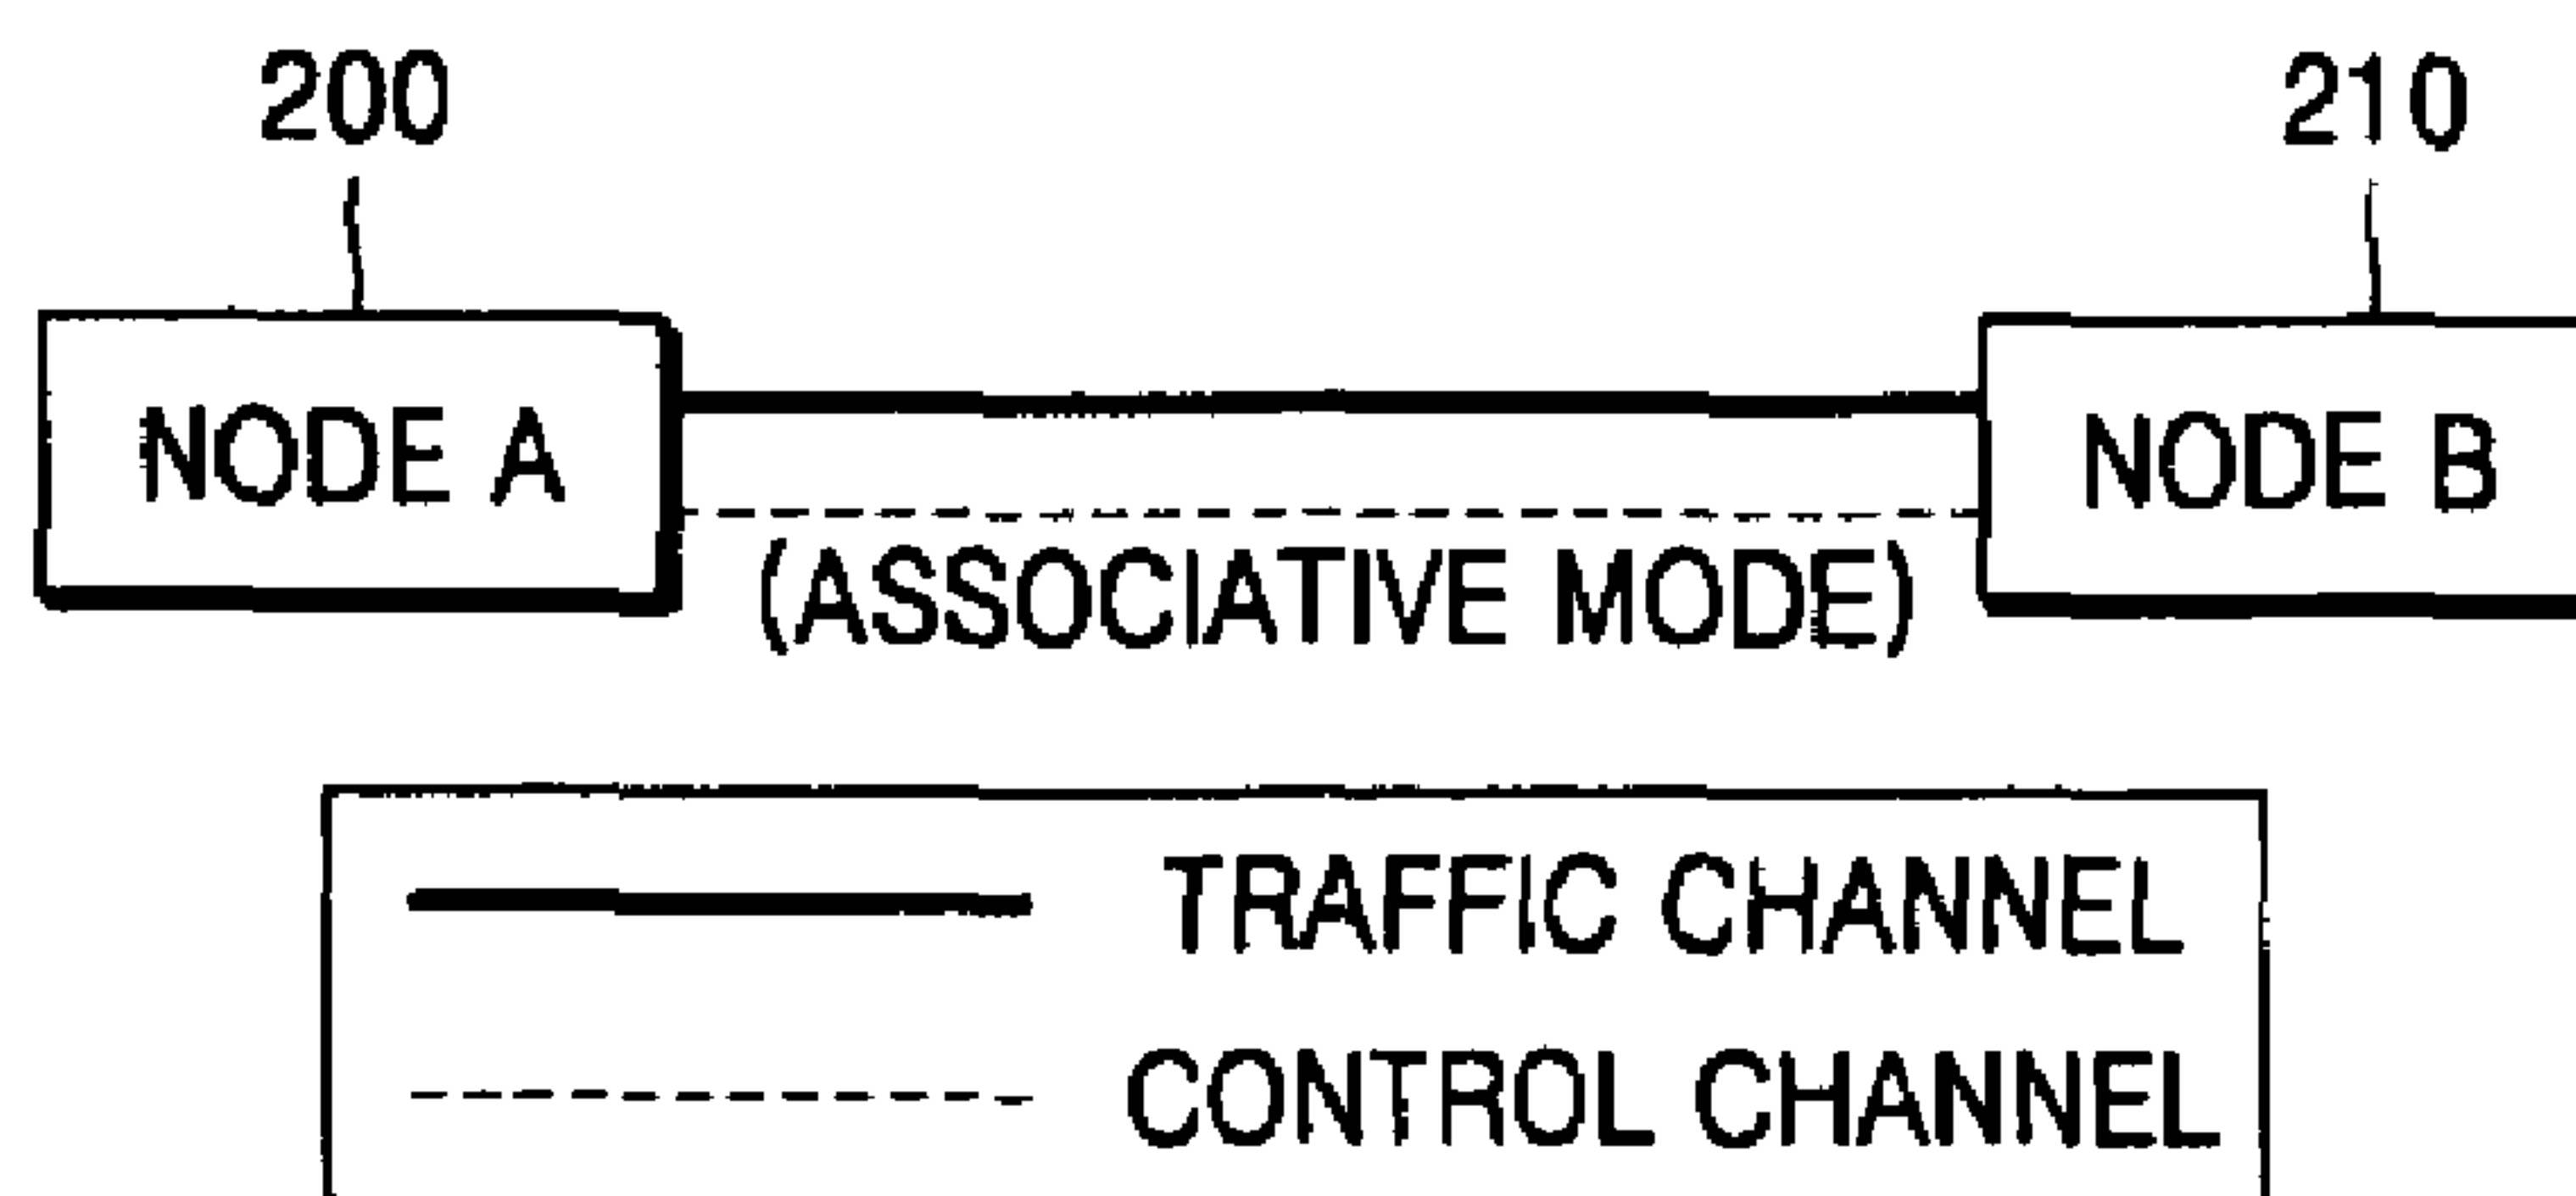 200 210
NODE A NODE B
(ASSOCIATIVE MODE)
TRAFFIC CHANNEL
CONTROL CHANNEL